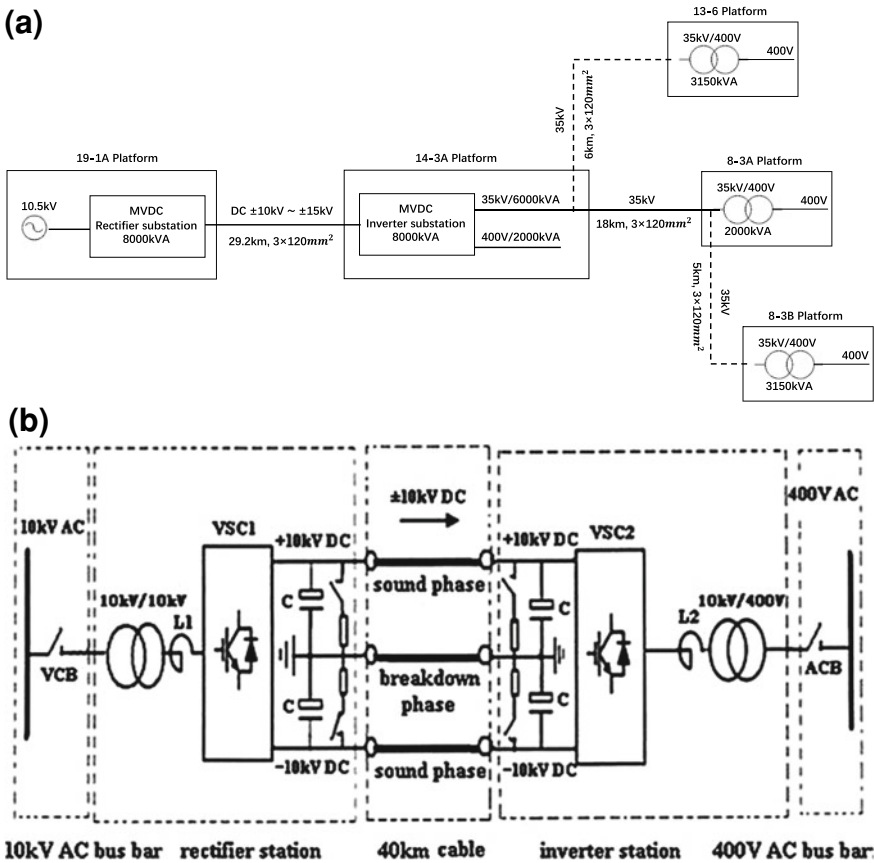 (a)
13-6 Platform
35kV/400V
400V
3150kVA
35kV
6km, 3×120mm²
19-1A Platform
10.5kV
MVDC
Rectifier substation
8000kVA
DC ±10kV ~ ±15kV
29.2km, 3×120mm²
14-3A Platform
MVDC
Inverter substation
8000kVA
35kV/6000kVA
400V/2000kVA
35kV
18km, 3×120mm²
8-3A Platform
35kV/400V
400V
2000kVA
35kV
5km, 3×120mm²
8-3B Platform
35kV/400V
400V
3150kVA
(b)
10kV AC
VCB
10kV/10kV
L1
VSC1
+10kV DC
C
C
-10kV DC
±10kV DC
sound phase
breakdown
phase
sound phase
+10kV DC
C
C
-10kV DC
VSC2
L2
10kV/400V
400V AC
ACB
10kV AC bus bar
rectifier station
40km cable
inverter station
400V AC bus bar